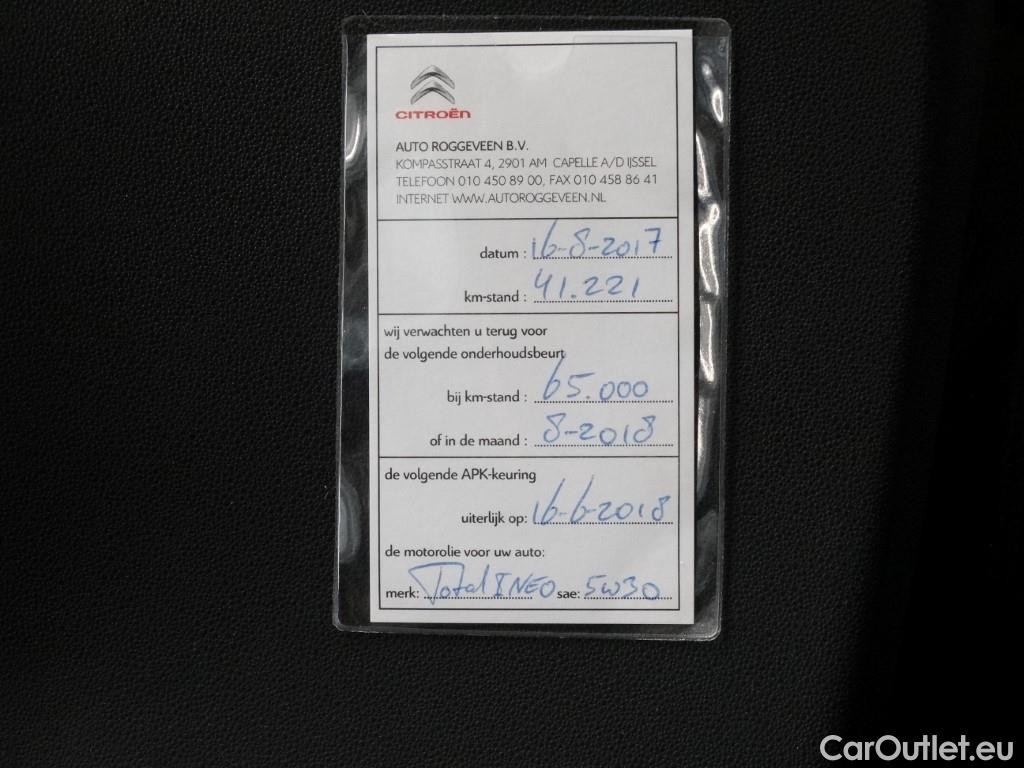 CITROËN
AUTO ROGGEVEEN B.V.
KOMPASSTRAAT 4, 2901 AM CAPELLE A/D IJSSEL
TELEFOON 010 450 89 00, FAX 010 458 86 41
INTERNET WWW.AUTOROGGEVEEN.NL
datum : 16-8-2017
km-stand : 41.221
wij verwachten u terug voor
de volgende onderhoudsbeurt
bij km-stand : 65.000
of in de maand : 8-2018
de volgende APK-keuring
uiterlijk op: 16-6-2018
de motorolie voor uw auto:
merk: Total INEO sae: 5W30
CarOutlet.eu